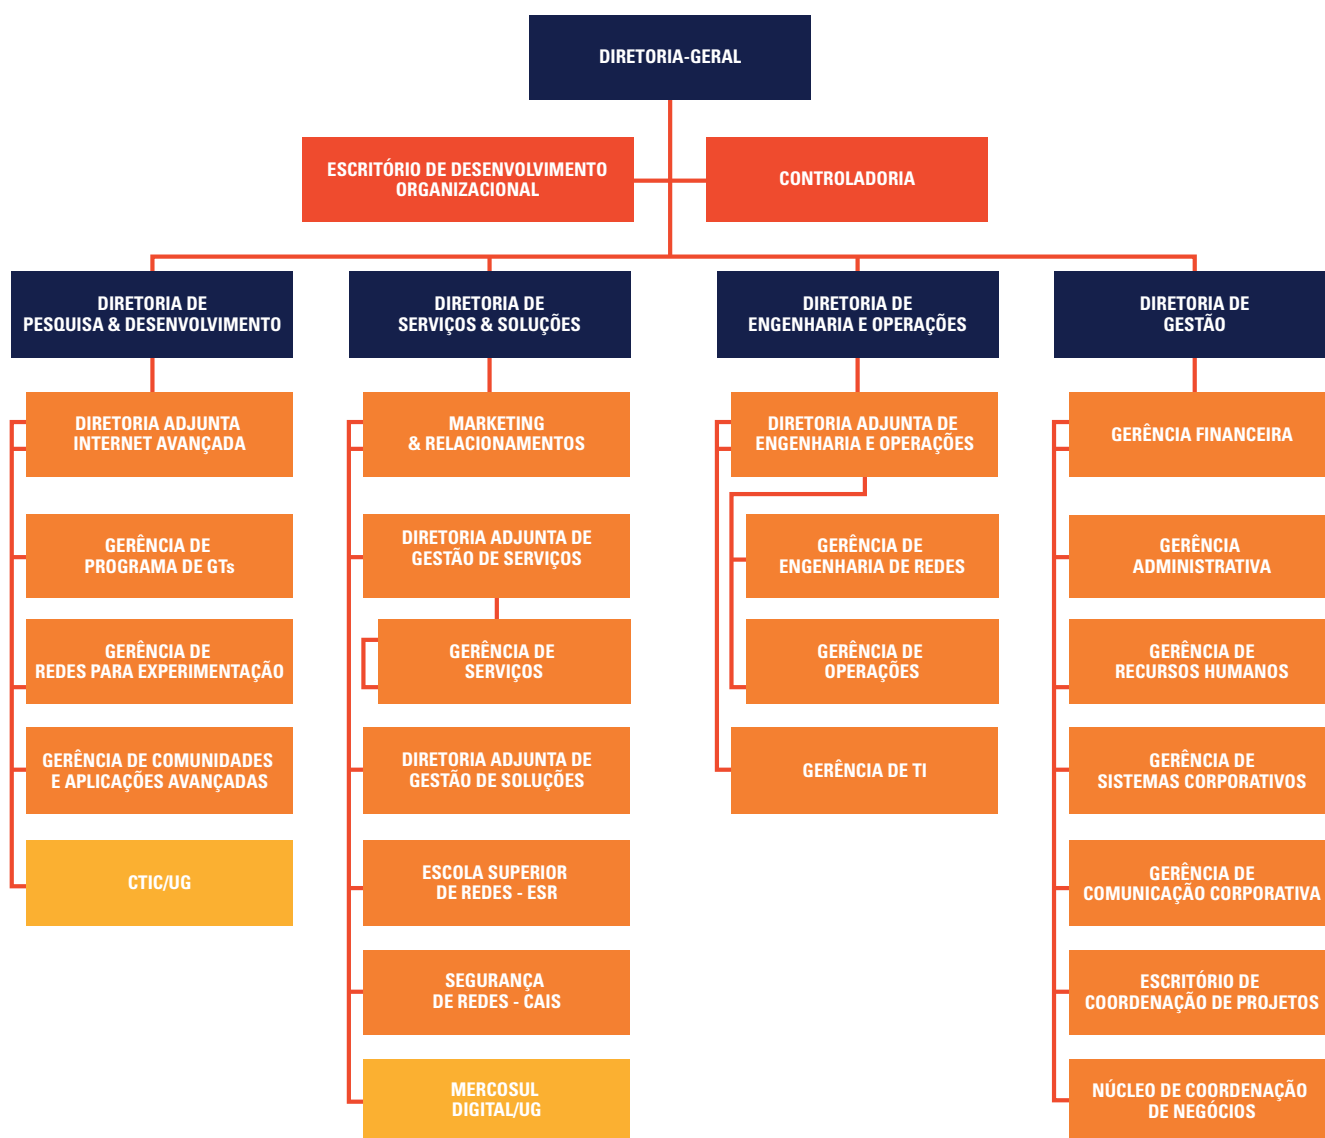 DIRETORIA-GERAL
ESCRITÓRIO DE DESENVOLVIMENTO
ORGANIZACIONAL
CONTROLADORIA
DIRETORIA DE
PESQUISA & DESENVOLVIMENTO
DIRETORIA ADJUNTA
INTERNET AVANÇADA
GERÊNCIA DE
PROGRAMA DE GTs
GERÊNCIA DE
REDES PARA EXPERIMENTAÇÃO
GERÊNCIA DE COMUNIDADES
E APLICAÇÕES AVANÇADAS
CTIC/UG
DIRETORIA DE
SERVIÇOS & SOLUÇÕES
MARKETING
& RELACIONAMENTOS
DIRETORIA ADJUNTA DE
GESTÃO DE SERVIÇOS
GERÊNCIA DE
SERVIÇOS
DIRETORIA ADJUNTA DE
GESTÃO DE SOLUÇÕES
ESCOLA SUPERIOR
DE REDES - ESR
SEGURANÇA
DE REDES - CAIS
MERCOSUL
DIGITAL/UG
DIRETORIA DE
ENGENHARIA E OPERAÇÕES
DIRETORIA ADJUNTA DE
ENGENHARIA E OPERAÇÕES
GERÊNCIA DE
ENGENHARIA DE REDES
GERÊNCIA DE
OPERAÇÕES
GERÊNCIA DE TI
DIRETORIA DE
GESTÃO
GERÊNCIA FINANCEIRA
GERÊNCIA
ADMINISTRATIVA
GERÊNCIA DE
RECURSOS HUMANOS
GERÊNCIA DE
SISTEMAS CORPORATIVOS
GERÊNCIA DE
COMUNICAÇÃO CORPORATIVA
ESCRITÓRIO DE
COORDENAÇÃO DE PROJETOS
NÚCLEO DE COORDENAÇÃO
DE NEGÓCIOS